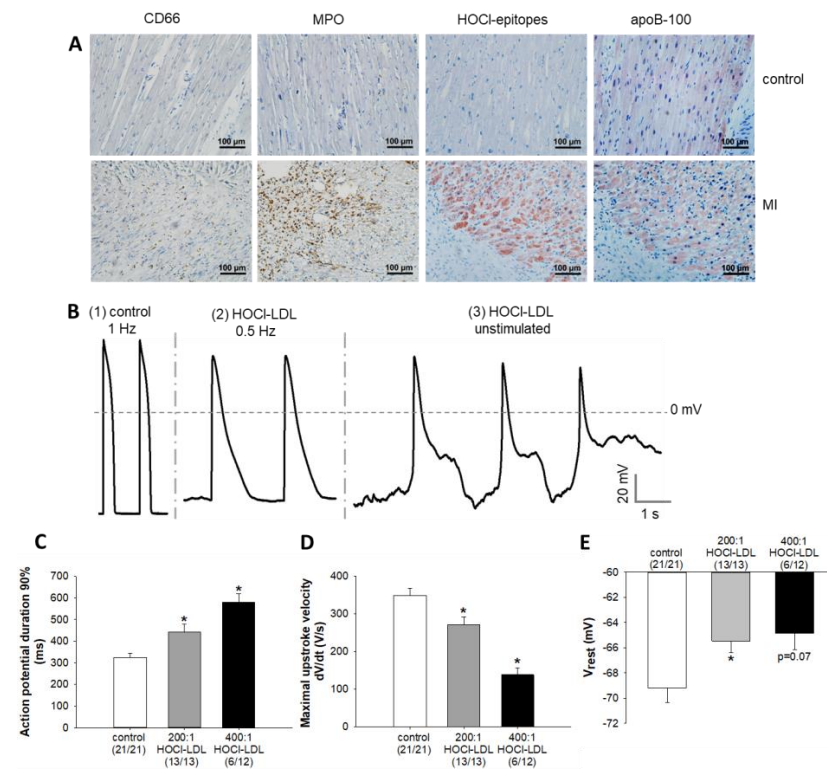 CD66 MPO HOCl-epitopes apoB-100
A
control
100 µm 100 µm 100 µm 100 µm
MI
100 µm 100 µm 100 µm 100 µm
B
(1) control
1 Hz
(2) HOCl-LDL
0.5 Hz
(3) HOCl-LDL
unstimulated
0 mV
20 mV
1 s
C
Action potential duration 90%
(ms)
700
600
500
400
300
200
100
0
* *
control
(21/21)
200:1
HOCl-LDL
(13/13)
400:1
HOCl-LDL
(6/12)
D
Maximal upstroke velocity
dV/dt (V/s)
400
300
200
100
0
* *
control
(21/21)
200:1
HOCl-LDL
(13/13)
400:1
HOCl-LDL
(6/12)
E
control
(21/21)
200:1
HOCl-LDL
(13/13)
400:1
HOCl-LDL
(6/12)
Vrest
(mV)
-60
-62
-64
-66
-68
-70
-72
*
p=0.07